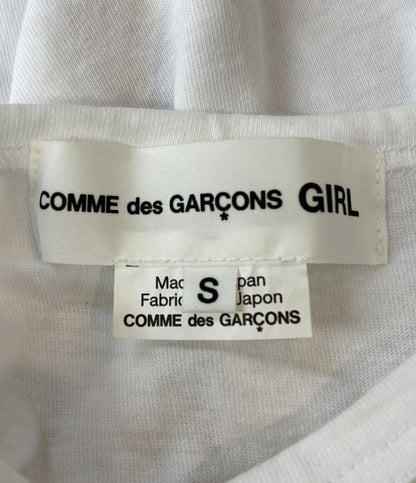 COMME des GARÇONS GIRL
Mad S pan
Fabric Japon
COMME des GARÇONS